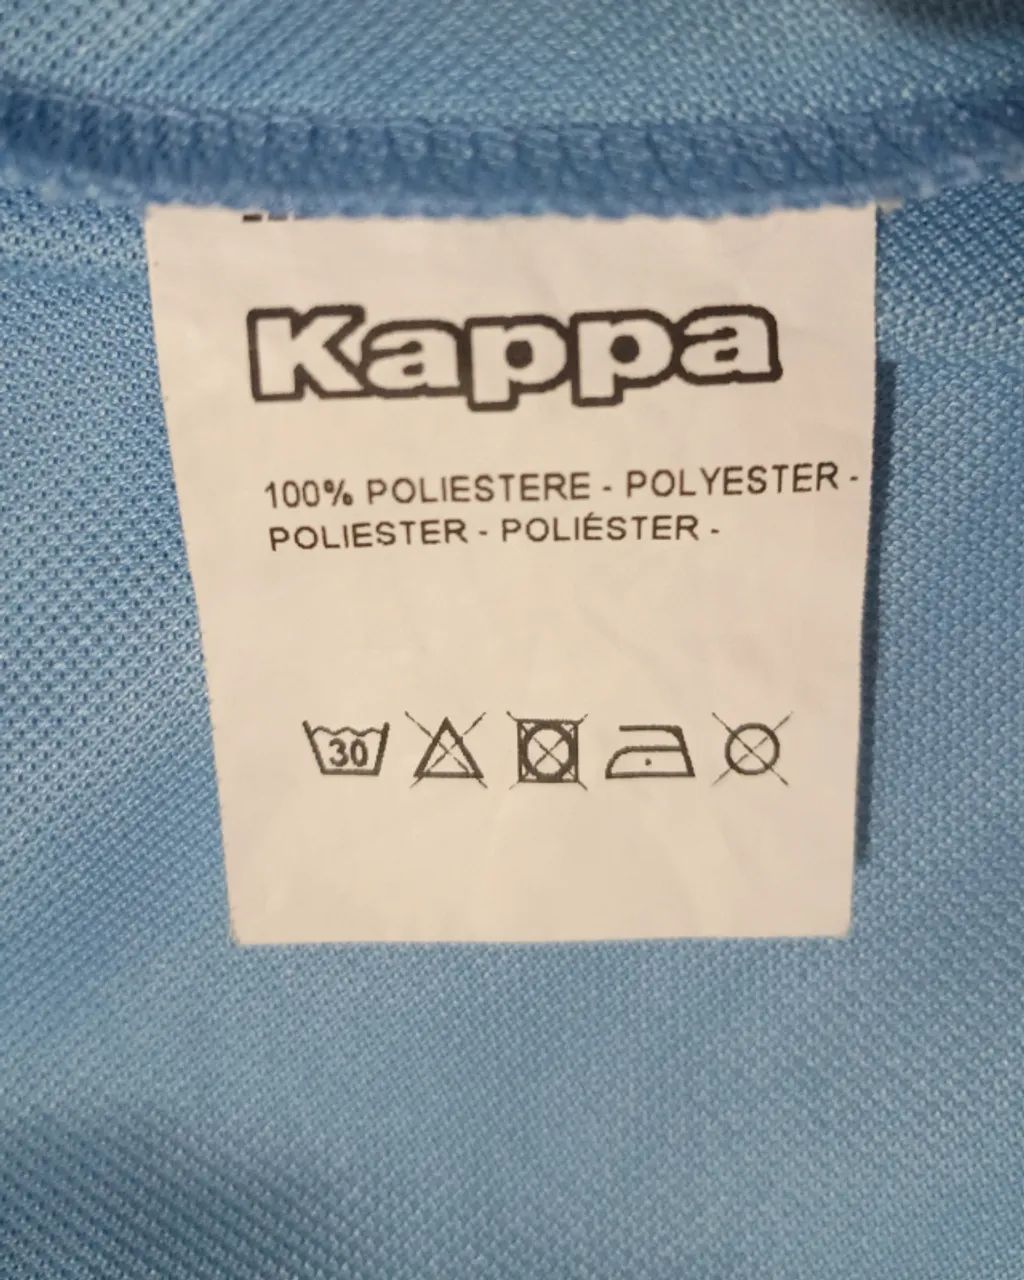 Kappa
100% POLIESTERE - POLYESTER -
POLIESTER - POLIÉSTER -
30